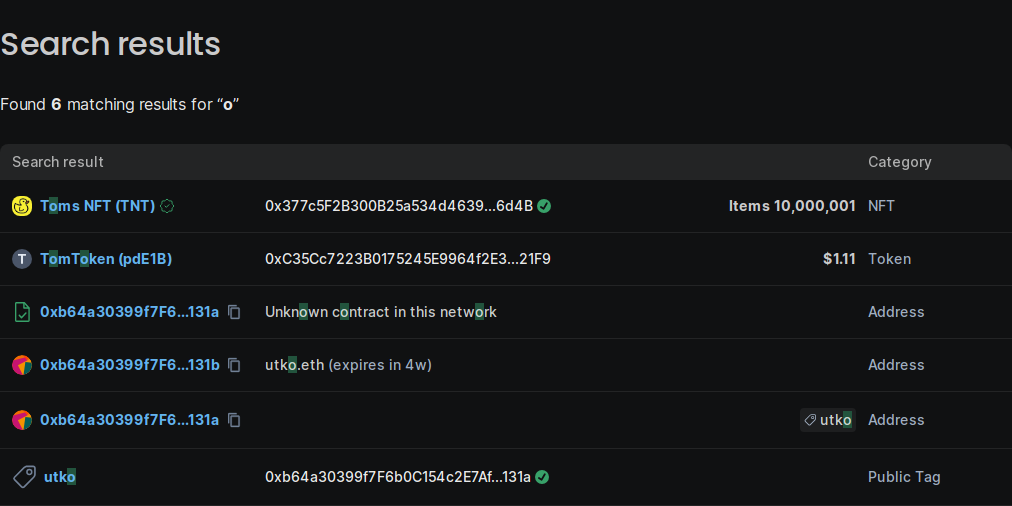 Search results
Found 6 matching results for “o”
Search result Category
Toms NFT (TNT) 0x377c5F2B300B25a534d4639...6d4B Items 10,000,001 NFT
T TomToken (pdE1B) 0xC35Cc7223B0175245E9964f2E3...21F9 $1.11 Token
0xb64a30399f7F6...131a Unknown contract in this network Address
0xb64a30399f7F6...131b utko.eth (expires in 4w) Address
0xb64a30399f7F6...131a utko Address
utko 0xb64a30399f7F6b0C154c2E7Af...131a Public Tag